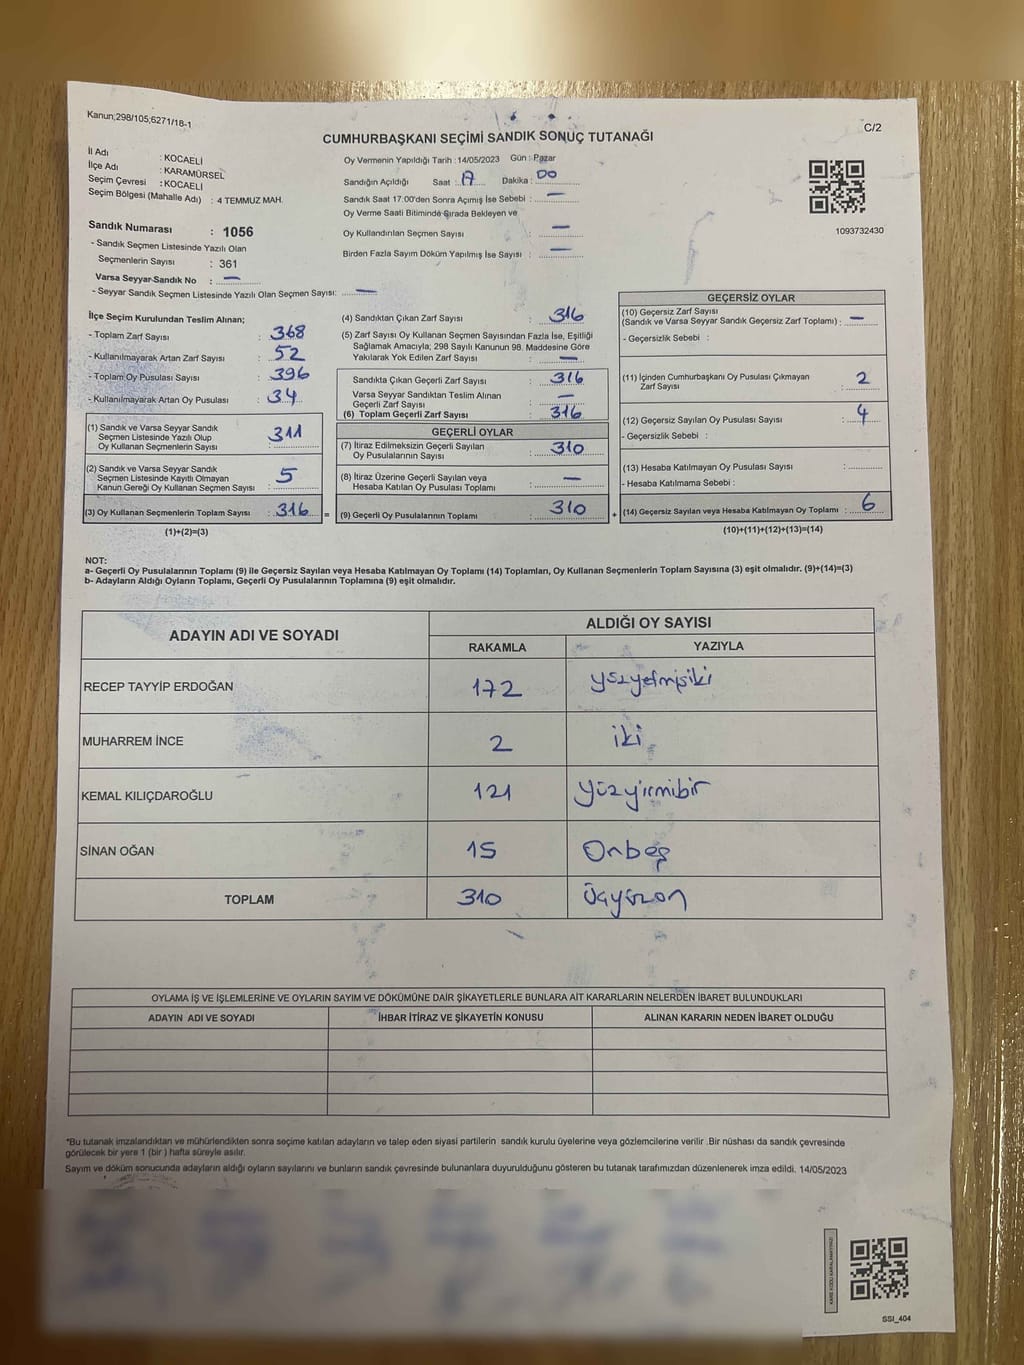 Kanun;298/105;6271/18-1
CUMHURBAŞKANI SEÇİMİ SANDIK SONUÇ TUTANAĞI
C/2
İl Adı : KOCAELİ
İlçe Adı : KARAMÜRSEL
Seçim Çevresi : KOCAELİ
Seçim Bölgesi (Mahalle Adı) : 4 TEMMUZ MAH.
Sandık Numarası : 1056
- Sandık Seçmen Listesinde Yazılı Olan
Seçmenlerin Sayısı : 361
Varsa Seyyar Sandık No : —
- Seyyar Sandık Seçmen Listesinde Yazılı Olan Seçmen Sayısı: —
Oy Vermenin Yapıldığı Tarih : 14/05/2023 Gün : Pazar
Sandığın Açıldığı Saat : 17 Dakika : 00
Sandık Saat 17:00'den Sonra Açımış İse Sebebi : —
Oy Verme Saati Bitiminde Sırada Bekleyen ve
Oy Kullandırılan Seçmen Sayısı : —
Birden Fazla Sayım Döküm Yapılmış İse Sayısı : —
1093732430
İlçe Seçim Kurulundan Teslim Alınan;
- Toplam Zarf Sayısı : 368
- Kullanılmayarak Artan Zarf Sayısı : 52
- Toplam Oy Pusulası Sayısı : 396
- Kullanılmayarak Artan Oy Pusulası : 34
(1) Sandık ve Varsa Seyyar Sandık
Seçmen Listesinde Yazılı Olup
Oy Kullanan Seçmenlerin Sayısı : 311
(2) Sandık ve Varsa Seyyar Sandık
Seçmen Listesinde Kayıtlı Olmayan
Kanun Gereği Oy Kullanan Seçmen Sayısı : 5
(3) Oy Kullanan Seçmenlerin Toplam Sayısı : 316 =
(1)+(2)=(3)
(4) Sandıktan Çıkan Zarf Sayısı : 316
(5) Zarf Sayısı Oy Kullanan Seçmen Sayısından Fazla İse, Eşitliği
Sağlamak Amacıyla; 298 Sayılı Kanunun 98. Maddesine Göre
Yakılarak Yok Edilen Zarf Sayısı : —
Sandıkta Çıkan Geçerli Zarf Sayısı : 316
Varsa Seyyar Sandıktan Teslim Alınan
Geçerli Zarf Sayısı : —
(6) Toplam Geçerli Zarf Sayısı : 316
GEÇERLİ OYLAR
(7) İtiraz Edilmeksizin Geçerli Sayılan
Oy Pusulalarının Sayısı : 310
(8) İtiraz Üzerine Geçerli Sayılan veya
Hesaba Katılan Oy Pusulası Toplamı : —
(9) Geçerli Oy Pusulalarının Toplamı : 310 +
GEÇERSİZ OYLAR
(10) Geçersiz Zarf Sayısı
(Sandık ve Varsa Seyyar Sandık Geçersiz Zarf Toplamı) : —
- Geçersizlik Sebebi :
(11) İçinden Cumhurbaşkanı Oy Pusulası Çıkmayan
Zarf Sayısı : 2
(12) Geçersiz Sayılan Oy Pusulası Sayısı : 4
- Geçersizlik Sebebi :
(13) Hesaba Katılmayan Oy Pusulası Sayısı :
- Hesaba Katılmama Sebebi :
(14) Geçersiz Sayılan veya Hesaba Katılmayan Oy Toplamı : 6
(10)+(11)+(12)+(13)=(14)
NOT:
a- Geçerli Oy Pusulalarının Toplamı (9) ile Geçersiz Sayılan veya Hesaba Katılmayan Oy Toplamı (14) Toplamları, Oy Kullanan Seçmenlerin Toplam Sayısına (3) eşit olmalıdır. (9)+(14)=(3)
b- Adayların Aldığı Oyların Toplamı, Geçerli Oy Pusulalarının Toplamına (9) eşit olmalıdır.
ADAYIN ADI VE SOYADI
ALDIĞI OY SAYISI
RAKAMLA YAZIYLA
RECEP TAYYİP ERDOĞAN 172 yüzyetmişiki
MUHARREM İNCE 2 iki
KEMAL KILIÇDAROĞLU 121 yüzyirmibir
SİNAN OĞAN 15 Onbeş
TOPLAM 310 Üçyüzon
OYLAMA İŞ VE İŞLEMLERİNE VE OYLARIN SAYIM VE DÖKÜMÜNE DAİR ŞİKAYETLERLE BUNLARA AİT KARARLARIN NELERDEN İBARET BULUNDUKLARI
ADAYIN ADI VE SOYADI İHBAR İTİRAZ VE ŞİKAYETİN KONUSU ALINAN KARARIN NEDEN İBARET OLDUĞU
*Bu tutanak imzalandıktan ve mühürlendikten sonra seçime katılan adayların ve talep eden siyasi partilerin sandık kurulu üyelerine veya gözlemcilerine verilir .Bir nüshası da sandık çevresinde
görülecek bir yere 1 (bir ) hafta süreyle asılır.
Sayım ve döküm sonucunda adayların aldığı oyların sayılarını ve bunların sandık çevresinde bulunanlara duyurulduğunu gösteren bu tutanak tarafımızdan düzenlenerek imza edildi. 14/05/2023
KARE KODU KARALAMAYINIZ!
SSI_404